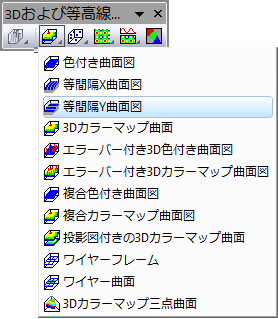 3Dおよび等高線...
色付き曲面図
等間隔X曲面図
等間隔Y曲面図
3Dカラーマップ曲面
エラーバー付き3D色付き曲面図
エラーバー付き3Dカラーマップ曲面図
複合色付き曲面図
複合カラーマップ曲面図
投影図付きの3Dカラーマップ曲面
ワイヤーフレーム
ワイヤー曲面
3Dカラーマップ三点曲面